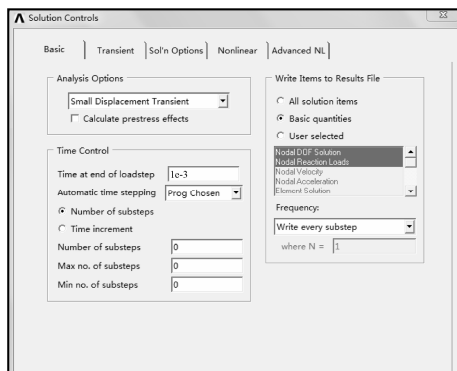 Solution Controls
Basic
Transient
Sol'n Options
Nonlinear
Advanced NL
Analysis Options
Small Displacement Transient
Calculate prestress effects
Time Control
Time at end of loadstep 1e-3
Automatic time stepping Prog Chosen
Number of substeps
Time increment
Number of substeps 0
Max no. of substeps 0
Min no. of substeps 0
Write Items to Results File
All solution items
Basic quantities
User selected
Nodal DOF Solution
Nodal Reaction Loads
Nodal Velocity
Nodal Acceleration
Element Solution
Frequency:
Write every substep
where N = 1